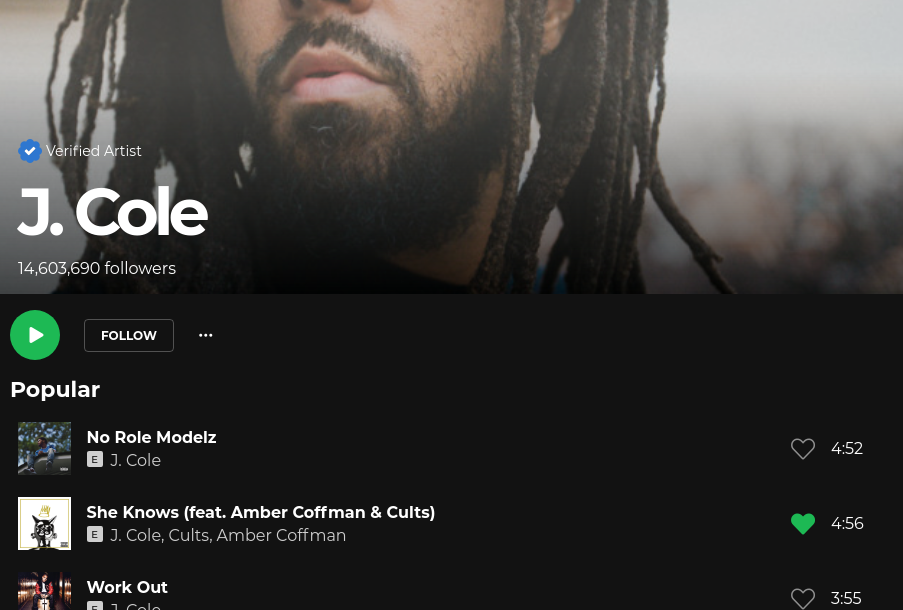 Verified Artist
J. Cole
14,603,690 followers
FOLLOW
Popular
No Role Modelz
E J. Cole
4:52
She Knows (feat. Amber Coffman & Cults)
E J. Cole, Cults, Amber Coffman
4:56
Work Out
E J. Cole
3:55